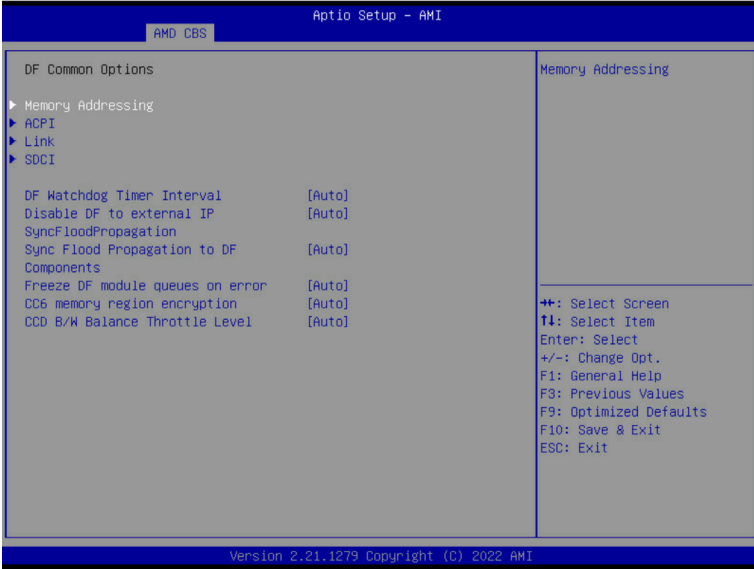 Aptio Setup - AMI
AMD CBS
DF Common Options
Memory Addressing
ACPI
Link
SDCI
DF Watchdog Timer Interval [Auto]
Disable DF to external IP [Auto]
SyncFloodPropagation
Sync Flood Propagation to DF [Auto]
Components
Freeze DF module queues on error [Auto]
CC6 memory region encryption [Auto]
CCD B/W Balance Throttle Level [Auto]
Memory Addressing
→←: Select Screen
↑↓: Select Item
Enter: Select
+/-: Change Opt.
F1: General Help
F3: Previous Values
F9: Optimized Defaults
F10: Save & Exit
ESC: Exit
Version 2.21.1279 Copyright (C) 2022 AMI